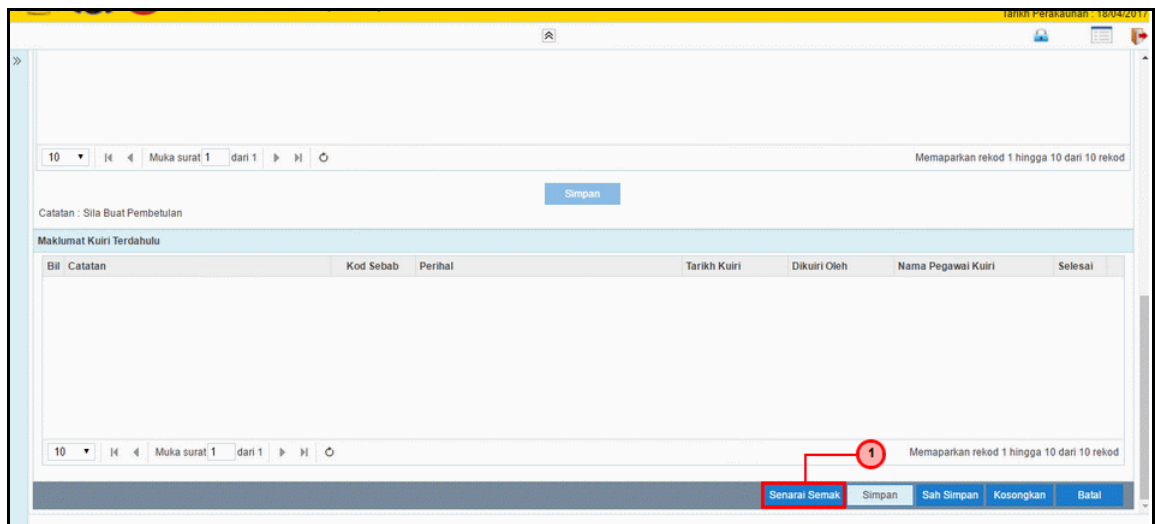 Tarikh Perakaunan : 18/04/2017
10 Muka surat 1 dari 1 Memaparkan rekod 1 hingga 10 dari 10 rekod
Simpan
Catatan : Sila Buat Pembetulan
Maklumat Kuiri Terdahulu
Bil Catatan Kod Sebab Perihal Tarikh Kuiri Dikuiri Oleh Nama Pegawai Kuiri Selesai
10 Muka surat 1 dari 1 Memaparkan rekod 1 hingga 10 dari 10 rekod
1
Senarai Semak Simpan Sah Simpan Kosongkan Batal